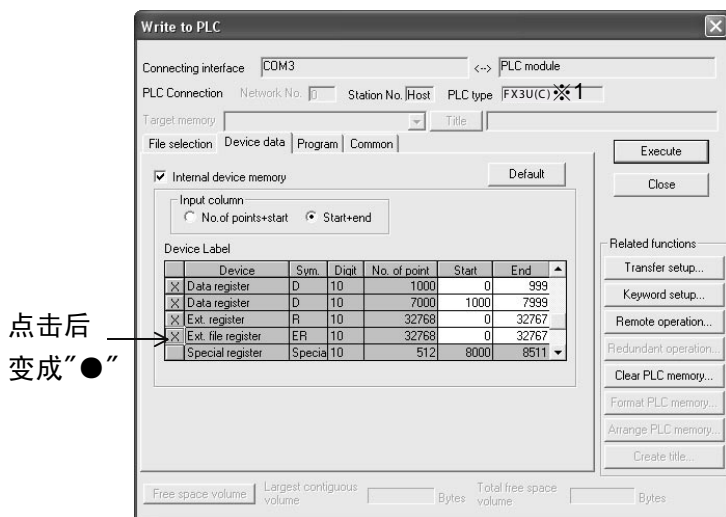 Write to PLC
Connecting interface COM3 <--> PLC module
PLC Connection Network No. 0 Station No. Host PLC type FX3U(C) ※1
Target memory Title
File selection Device data Program Common
Execute
Internal device memory Default
Close
Input column
No.of points+start Start+end
Device Label
Related functions
Device Sym. Digit No. of point Start End
Transfer setup...
X Data register D 10 1000 0 999
X Data register D 10 7000 1000 7999
Keyword setup...
X Ext. register R 10 32768 0 32767
Remote operation...
X Ext. file register ER 10 32768 0 32767
Special register Specia 10 512 8000 8511
Redundant operation...
点击后
变成"●"
Clear PLC memory...
Format PLC memory...
Arrange PLC memory...
Create title...
Free space volume Largest contiguous volume Bytes Total free space volume Bytes